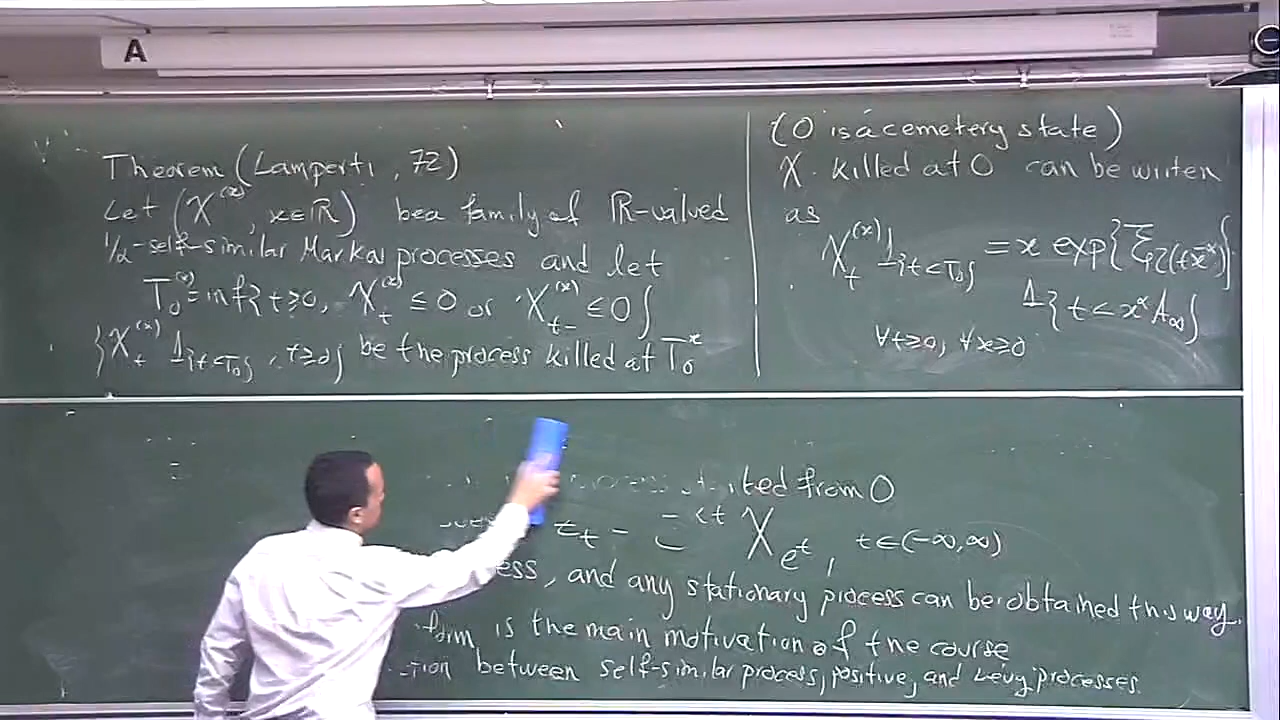 A
Theorem (Lamperti, 72)
Let (X^(x), x∈ℝ) be a family of ℝ-valued
1/α-self-similar Markov processes and let
T_0^(x) = inf{t≥0, X_t^(x) ≤0 or X_{t-}^(x) ≤0}
{X_t^(x) 1_{t<T_0}, t≥0} be the process killed at T_0^x
(0 is a cemetery state)
X. killed at 0 can be writen
as
X_t^(x) 1_{t<T_0} = x exp{ξ_{τ(tx^{-α})}}
1{t<x^α A_∞}
∀t≥0, ∀x≥0
ted from 0
X_{e^t}, t∈(-∞,∞)
ess, and any stationary process can be obtained this way.
form is the main motivation of the course
tion between self-similar process, positive, and Lévy processes.